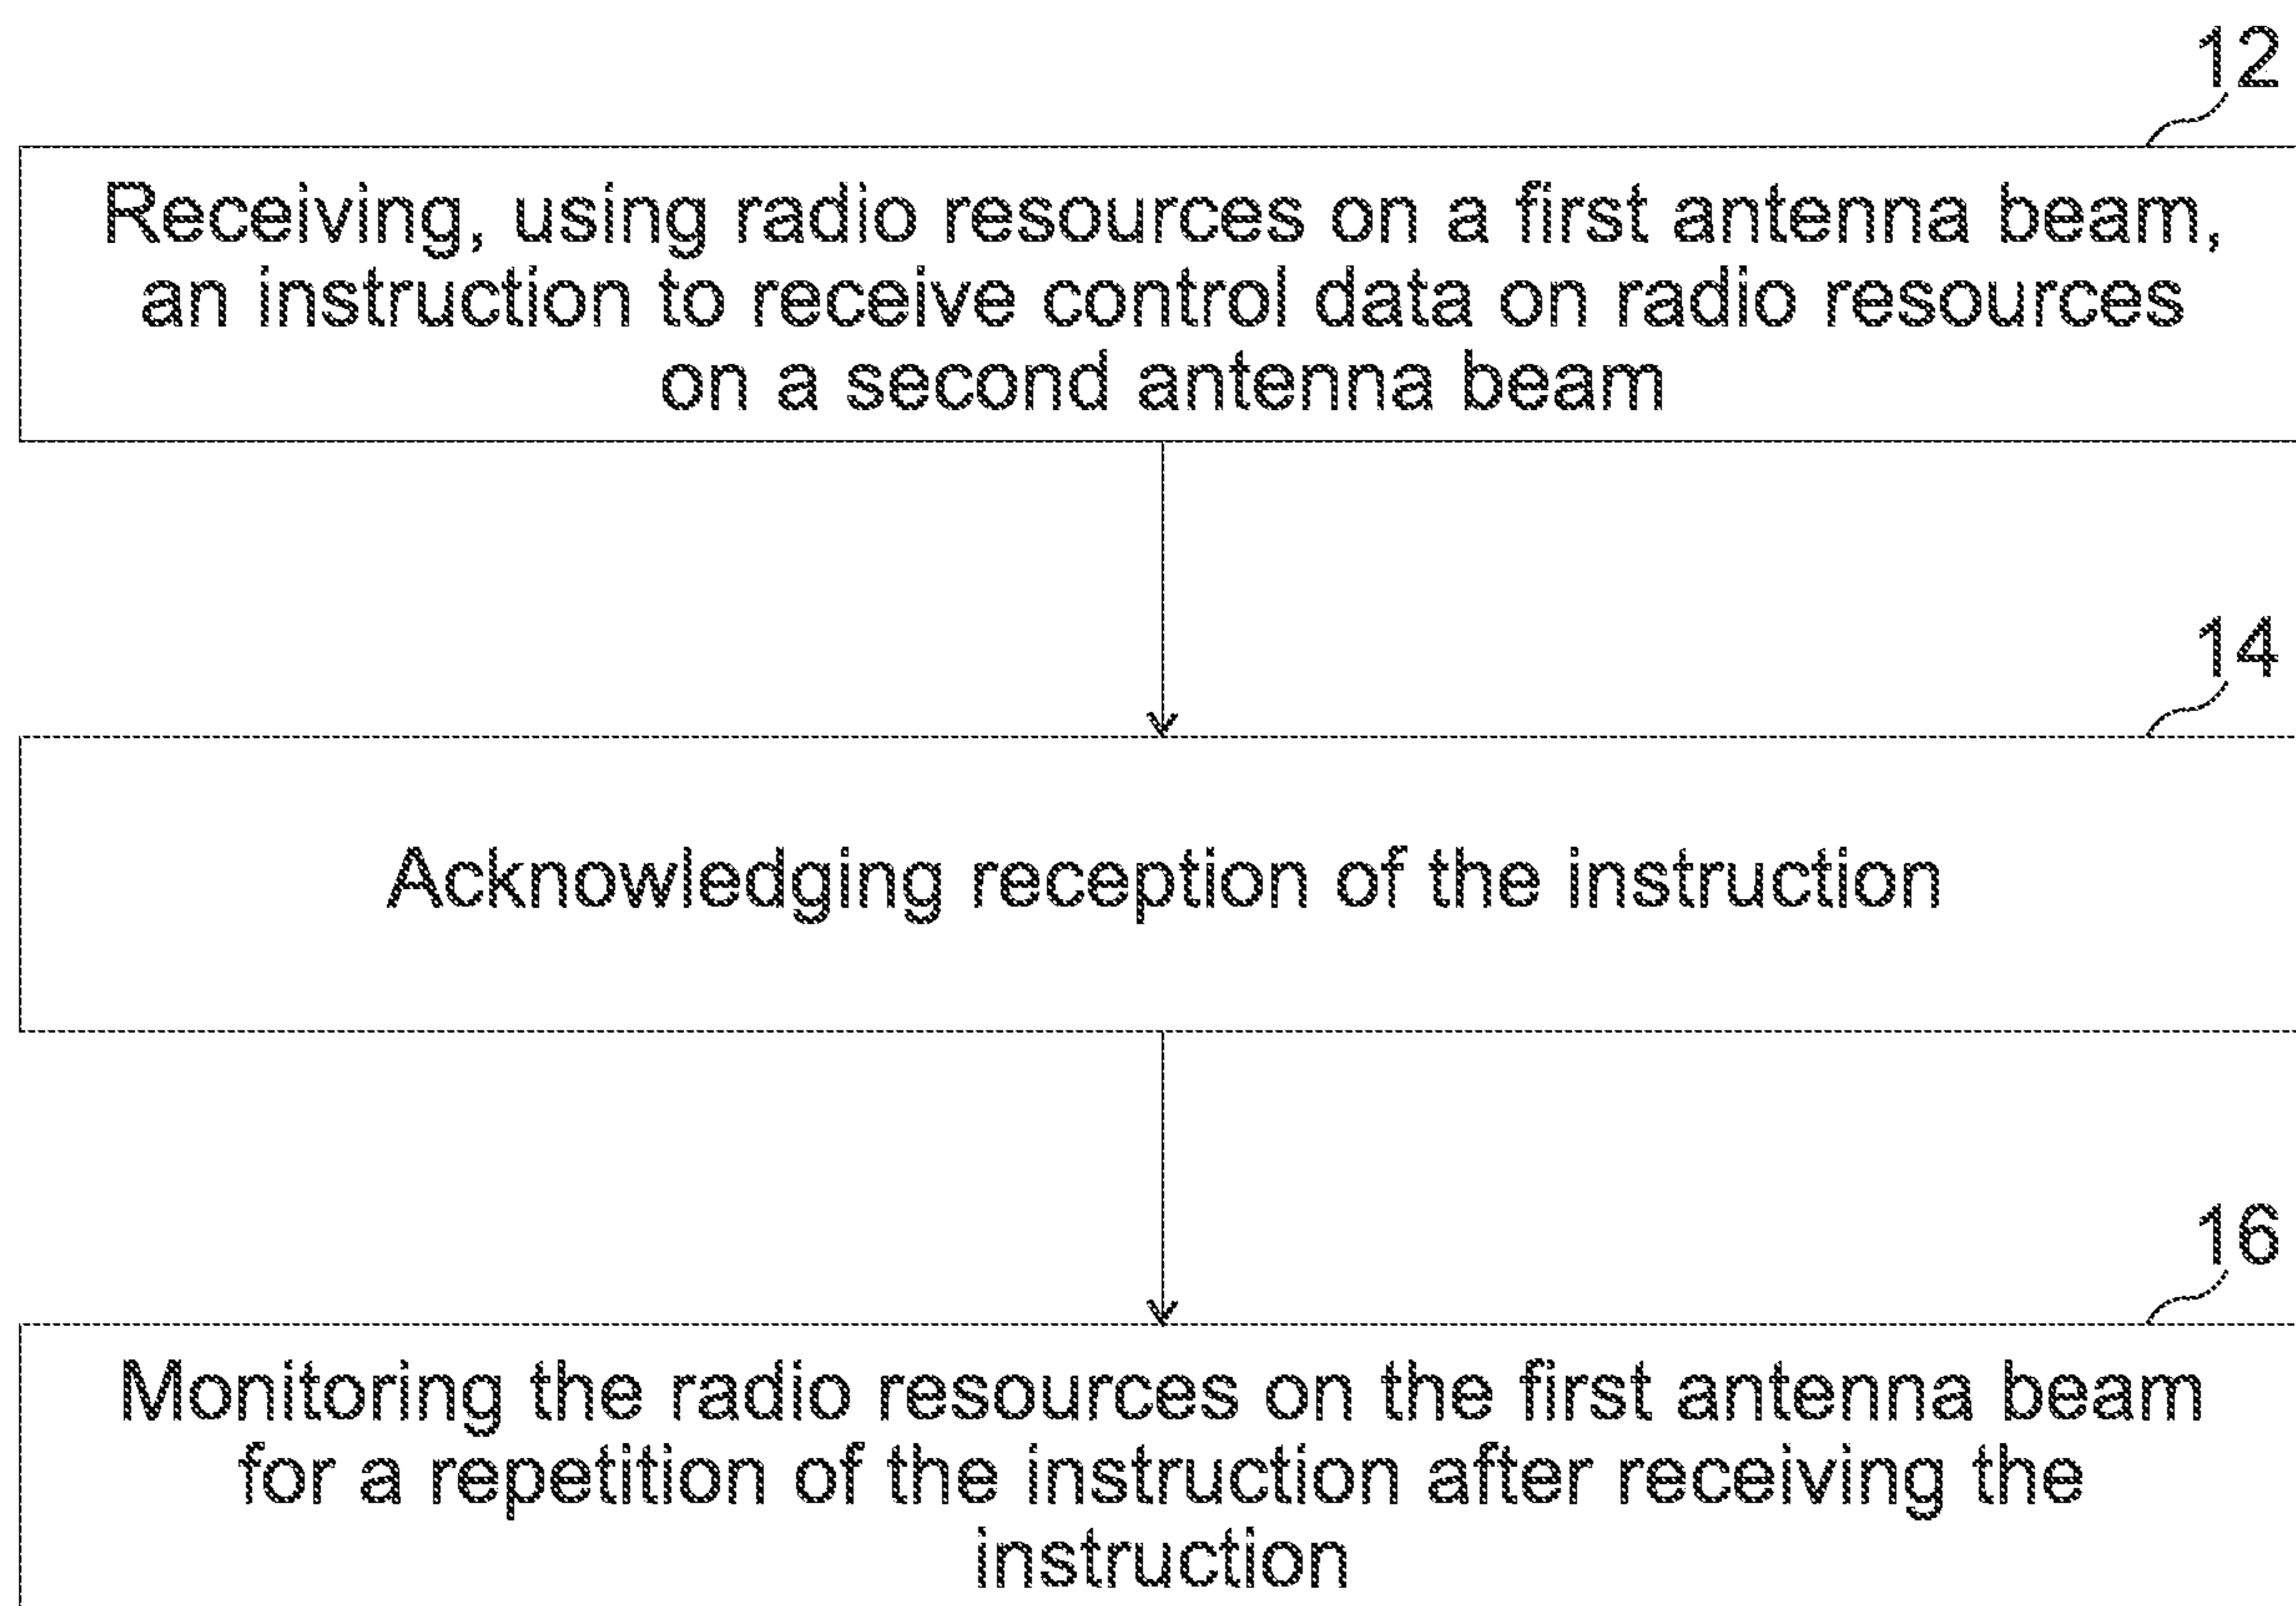 12
Receiving, using radio resources on a first antenna beam,
an instruction to receive control data on radio resources
on a second antenna beam
14
Acknowledging reception of the instruction
16
Monitoring the radio resources on the first antenna beam
for a repetition of the instruction after receiving the
instruction